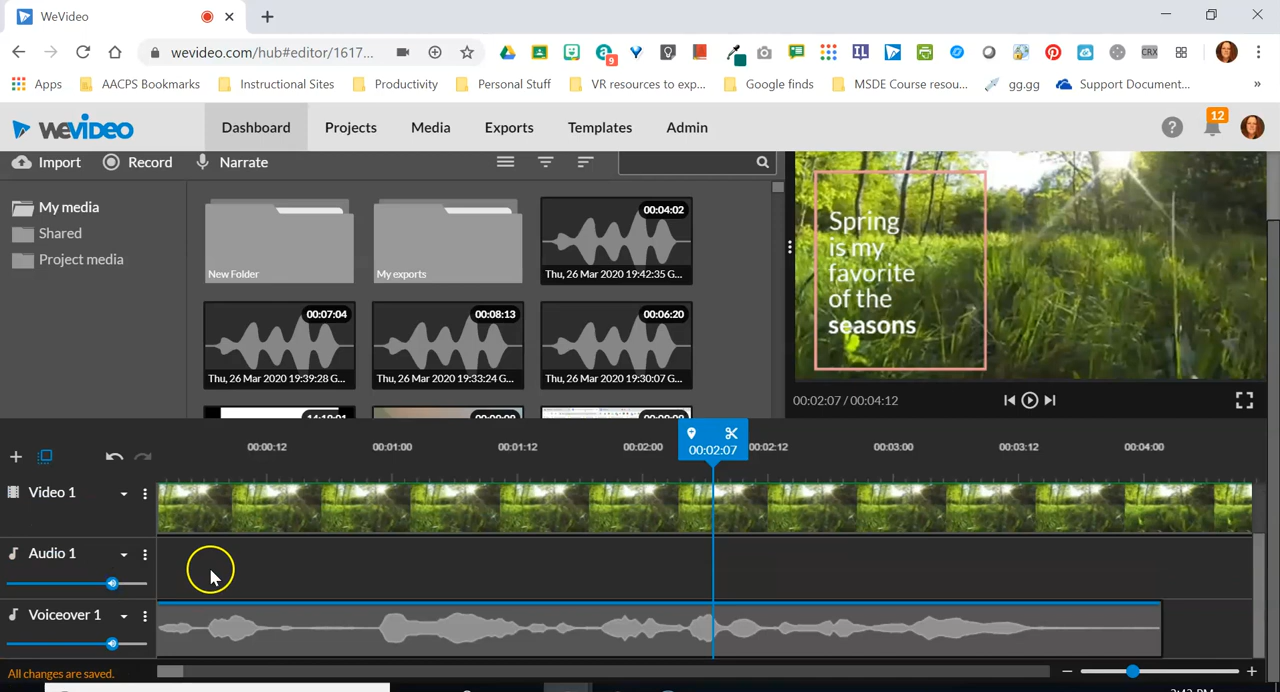 WeVideo
wevideo.com/hub#editor/1617...
9
IL
CRX
Apps
AACPS Bookmarks
Instructional Sites
Productivity
Personal Stuff
VR resources to exp...
Google finds
MSDE Course resou...
gg.gg
Support Document...
»
WEVIDEO
Dashboard
Projects
Media
Exports
Templates
Admin
12
Import
Record
Narrate
My media
Shared
Project media
New Folder
My exports
00:04:02
Thu, 26 Mar 2020 19:42:35 G...
00:07:04
Thu, 26 Mar 2020 19:39:28 G...
00:08:13
Thu, 26 Mar 2020 19:33:24 G...
00:06:20
Thu, 26 Mar 2020 19:30:07 G...
Spring
is my
favorite
of the
seasons
00:02:07 / 00:04:12
00:00:12
00:01:00
00:01:12
00:02:00
00:02:07
00:02:12
00:03:00
00:03:12
00:04:00
Video 1
Audio 1
Voiceover 1
All changes are saved.